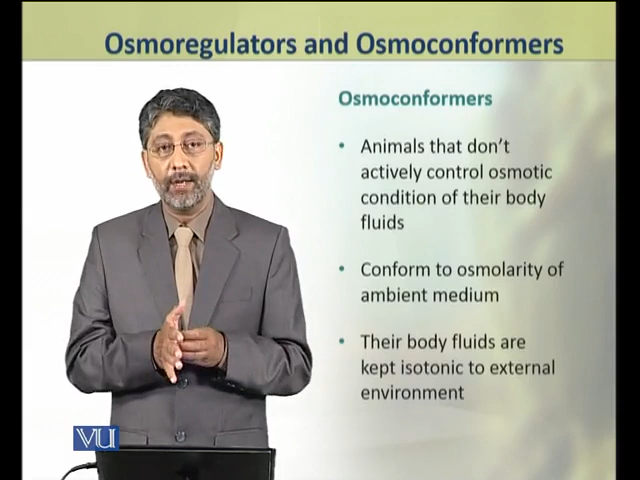 Osmoregulators and Osmoconformers
Osmoconformers
• Animals that don't
actively control osmotic
condition of their body
fluids
• Conform to osmolarity of
ambient medium
• Their body fluids are
kept isotonic to external
environment
VU